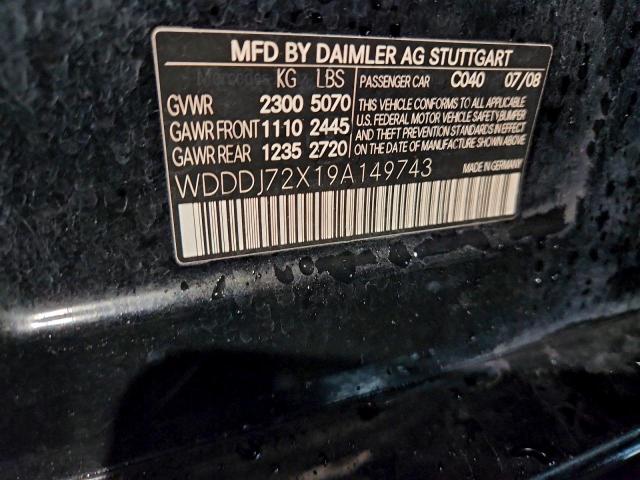 MFD BY DAIMLER AG STUTTGART
KG LBS PASSENGER CAR C040 07/08
GVWR 2300 5070 THIS VEHICLE CONFORMS TO ALL APPLICABLE
U.S. FEDERAL MOTOR VEHICLE SAFETY, BUMPER
GAWR FRONT 1110 2445 AND THEFT PREVENTION STANDARDS IN EFFECT
GAWR REAR 1235 2720 ON THE DATE OF MANUFACTURE SHOWN ABOVE
WDDDJ72X19A149743 MADE IN GERMANY